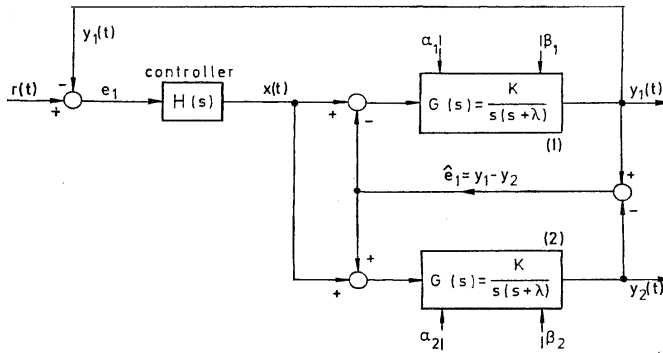 y₁(t)
α₁
β₁
controller
r(t)
-
+
e₁
H(s)
x(t)
+
-
G (s) = K / s(s+λ)
y₁(t)
(1)
ê₁ = y₁ - y₂
+
-
+
+
(2)
G (s) = K / s(s+λ)
y₂(t)
α₂
β₂